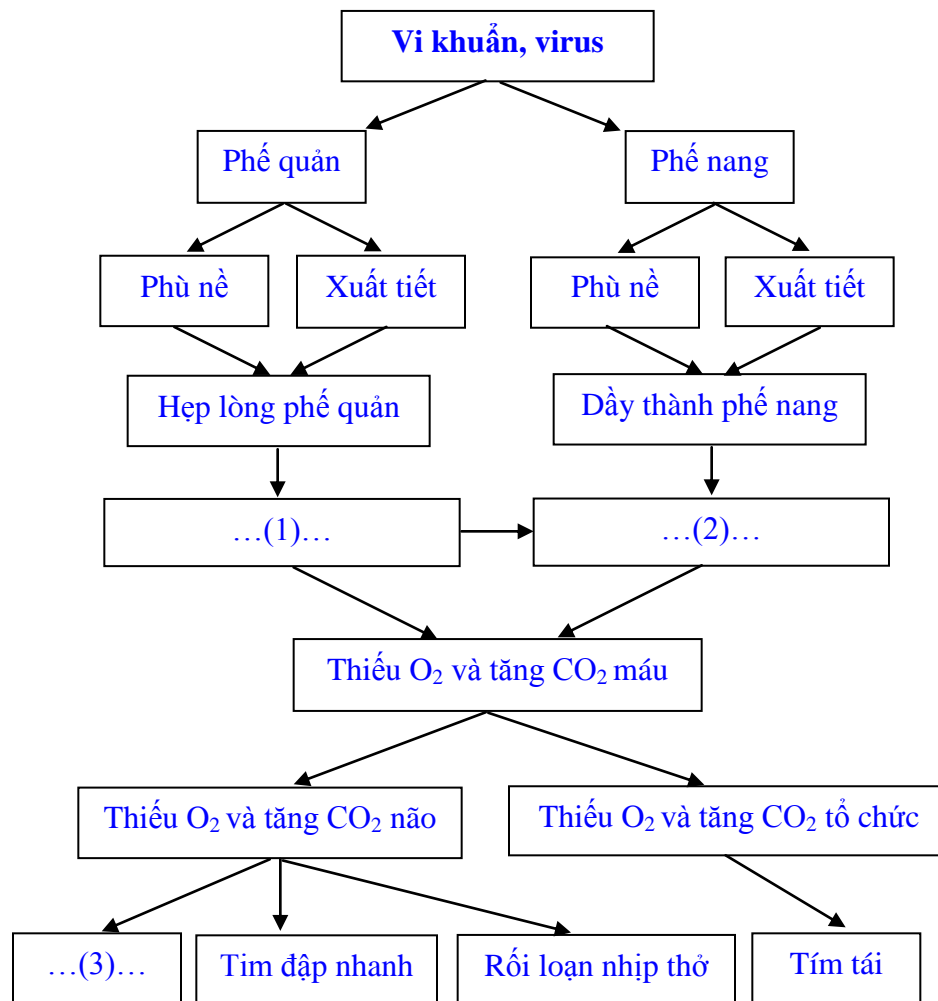 Vi khuẩn, virus
Phế quản
Phế nang
Phù nề
Xuất tiết
Phù nề
Xuất tiết
Hẹp lòng phế quản
Dầy thành phế nang
…(1)…
…(2)…
Thiếu O₂ và tăng CO₂ máu
Thiếu O₂ và tăng CO₂ não
Thiếu O₂ và tăng CO₂ tổ chức
…(3)…
Tim đập nhanh
Rối loạn nhịp thở
Tím tái